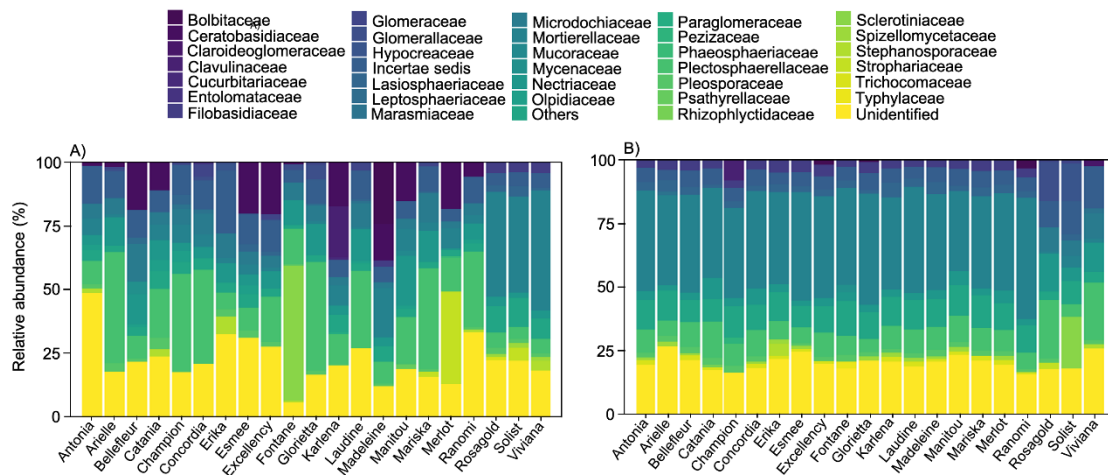 Bolbitaceae
Ceratobasidiaceae
Claroideoglomeraceae
Clavulinaceae
Cucurbitariaceae
Entolomataceae
Filobasidiaceae
Glomeraceae
Glomerallaceae
Hypocreaceae
Incertae sedis
Lasiosphaeriaceae
Leptosphaeriaceae
Marasmiaceae
Microdochiaceae
Mortierellaceae
Mucoraceae
Mycenaceae
Nectriaceae
Olpidiaceae
Others
Paraglomeraceae
Pezizaceae
Phaeosphaeriaceae
Plectosphaerellaceae
Pleosporaceae
Psathyrellaceae
Rhizophlyctidaceae
Sclerotiniaceae
Spizellomycetaceae
Stephanosporaceae
Strophariaceae
Trichocomaceae
Typhylaceae
Unidentified
A)
Relative abundance (%)
100
75
50
25
0
Antonia
Arielle
Bellefleur
Catania
Champion
Concordia
Erika
Esmee
Excellency
Fontane
Glorietta
Karlena
Laudine
Madeleine
Manitou
Mariska
Merlot
Ranomi
Rosagold
Solist
Viviana
B)
100
75
50
25
0
Antonia
Arielle
Bellefleur
Catania
Champion
Concordia
Erika
Esmee
Excellency
Fontane
Glorietta
Karlena
Laudine
Madeleine
Manitou
Mariska
Merlot
Ranomi
Rosagold
Solist
Viviana